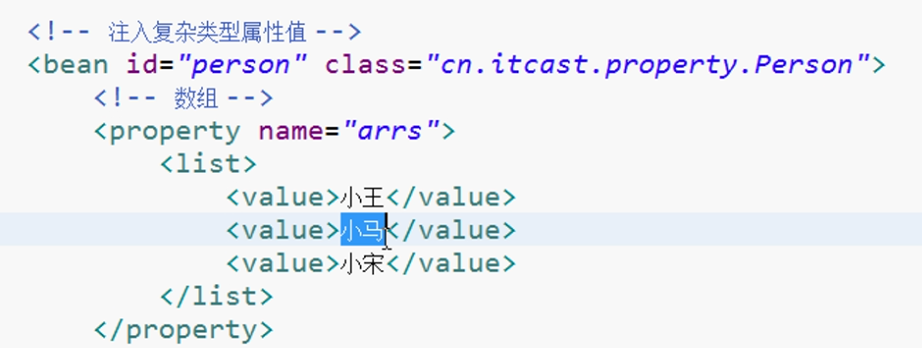 <!-- 注入复杂类型属性值 -->
<bean id="person" class="cn.itcast.property.Person">
<!-- 数组 -->
<property name="arrs">
<list>
<value>小王</value>
<value>小马</value>
<value>小宋</value>
</list>
</property>